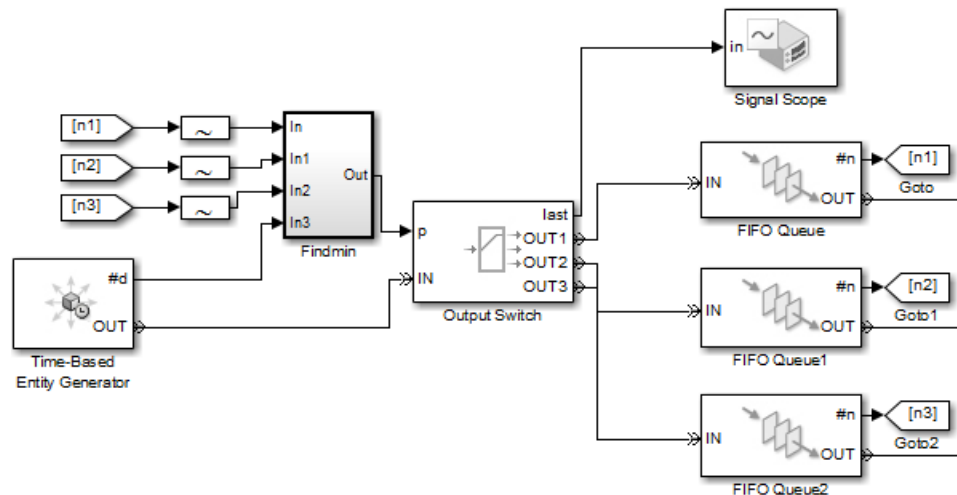 in
Signal Scope
[n1]
[n2]
[n3]
In
In1
In2
In3
Out
Findmin
#d
OUT
Time-Based
Entity Generator
p
IN
last
OUT1
OUT2
OUT3
Output Switch
IN
#n
OUT
FIFO Queue
[n1]
Goto
IN
#n
OUT
FIFO Queue1
[n2]
Goto1
IN
#n
OUT
FIFO Queue2
[n3]
Goto2